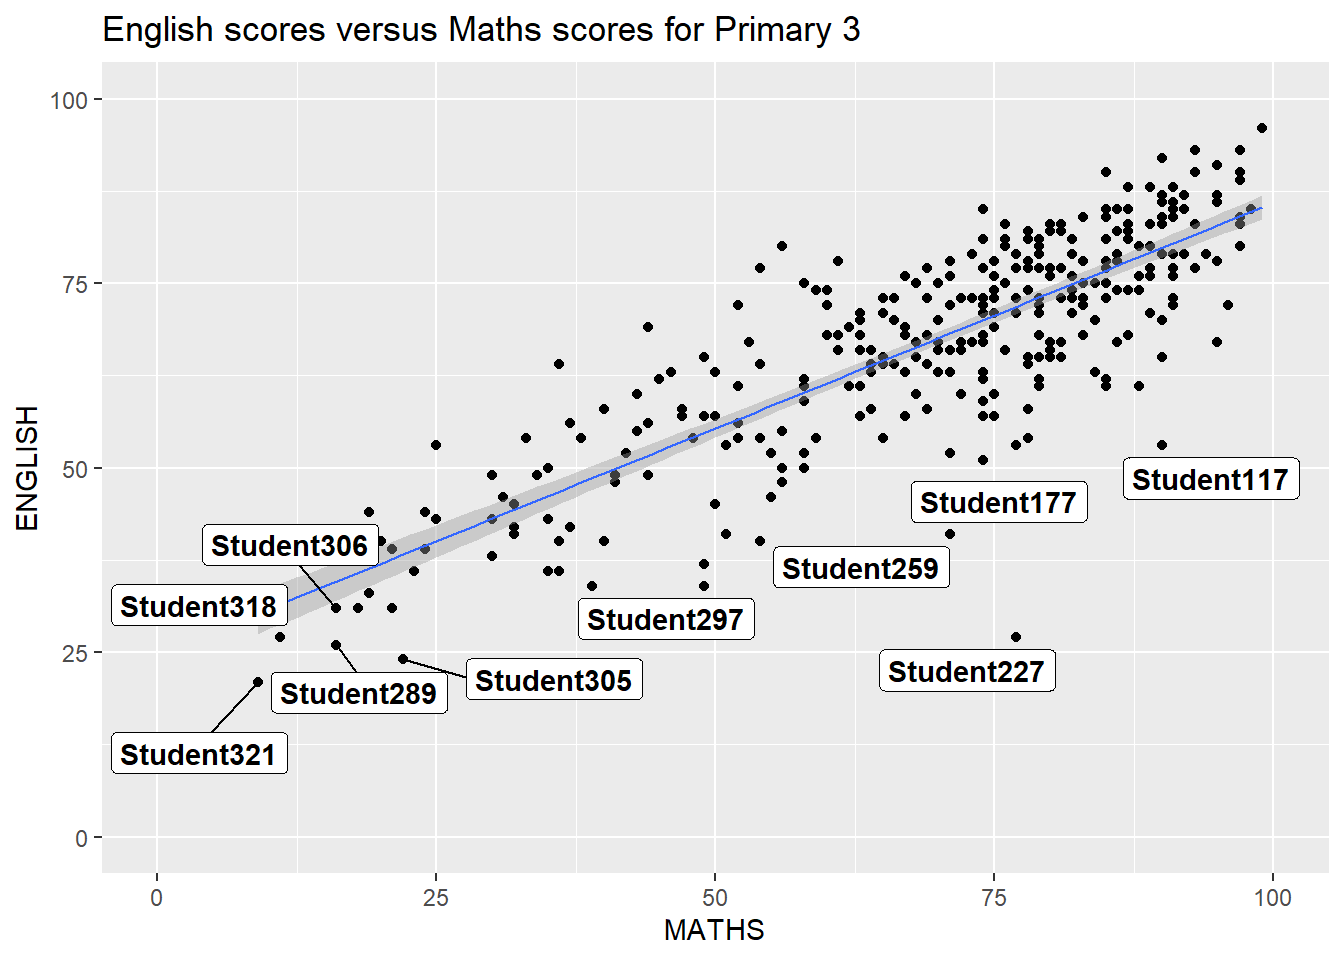 English scores versus Maths scores for Primary 3
100
75
50
25
0
ENGLISH
Student117
Student177
Student306
Student259
Student318
Student297
Student227
Student305
Student289
Student321
0
25
50
75
100
MATHS